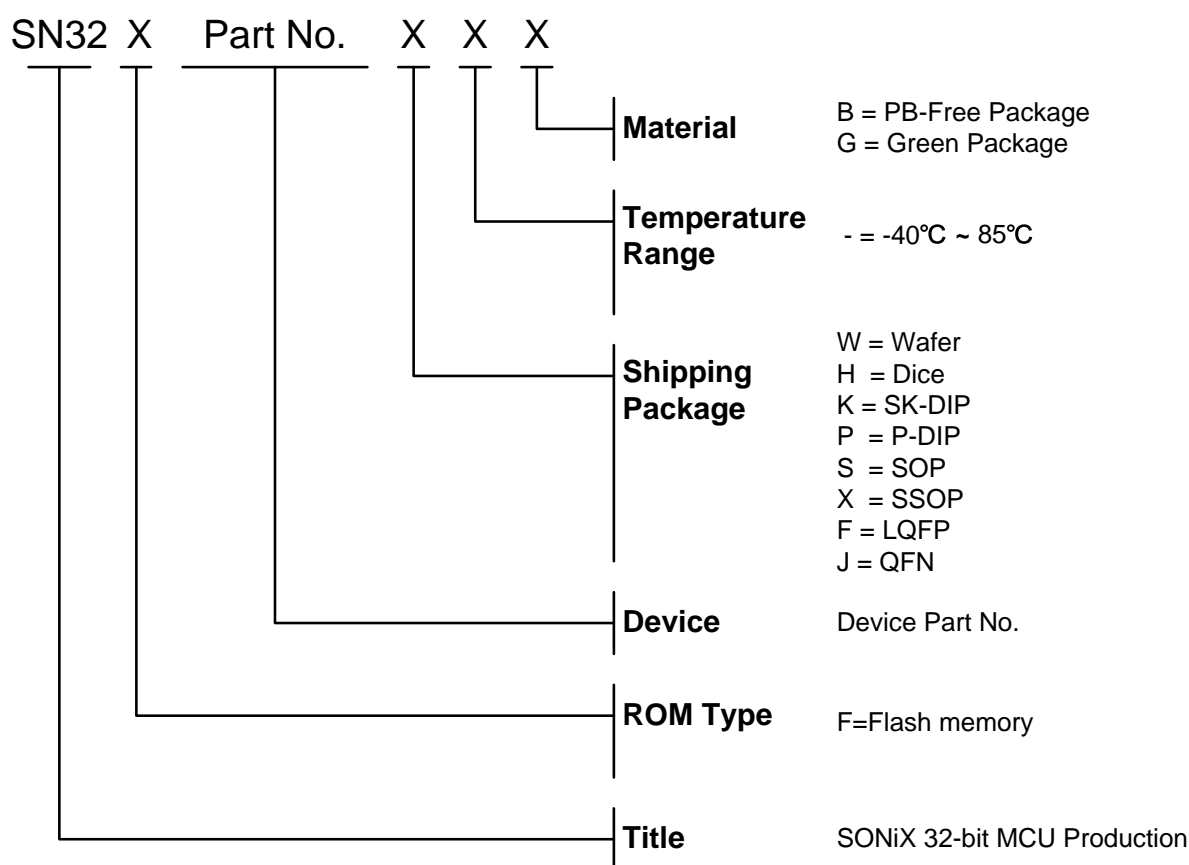 SN32 X Part No. X X X
Material
B = PB-Free Package
G = Green Package
Temperature
Range
- = -40℃ ~ 85℃
Shipping
Package
W = Wafer
H = Dice
K = SK-DIP
P = P-DIP
S = SOP
X = SSOP
F = LQFP
J = QFN
Device
Device Part No.
ROM Type
F=Flash memory
Title
SONiX 32-bit MCU Production